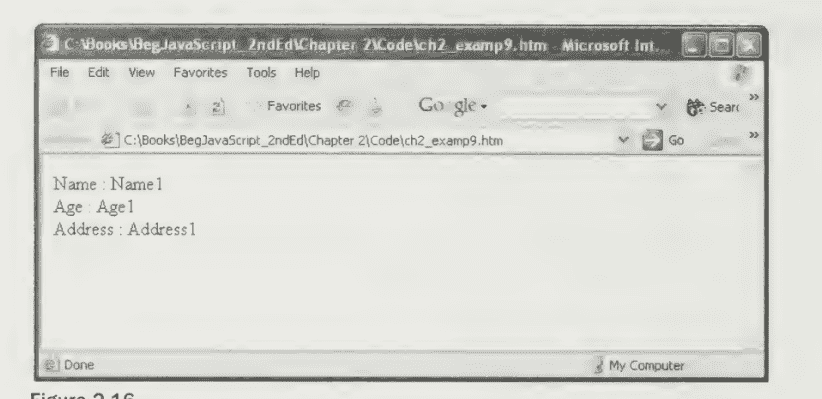 C:\Books\BegJavaScript_2ndEd\Chapter 2\Code\ch2_examp9.htm - Microsoft Int...
File Edit View Favorites Tools Help
Favorites Google Searc »
C:\Books\BegJavaScript_2ndEd\Chapter 2\Code\ch2_examp9.htm Go »
Name : Name1
Age : Age1
Address : Address1
Done My Computer
Figure 2-16